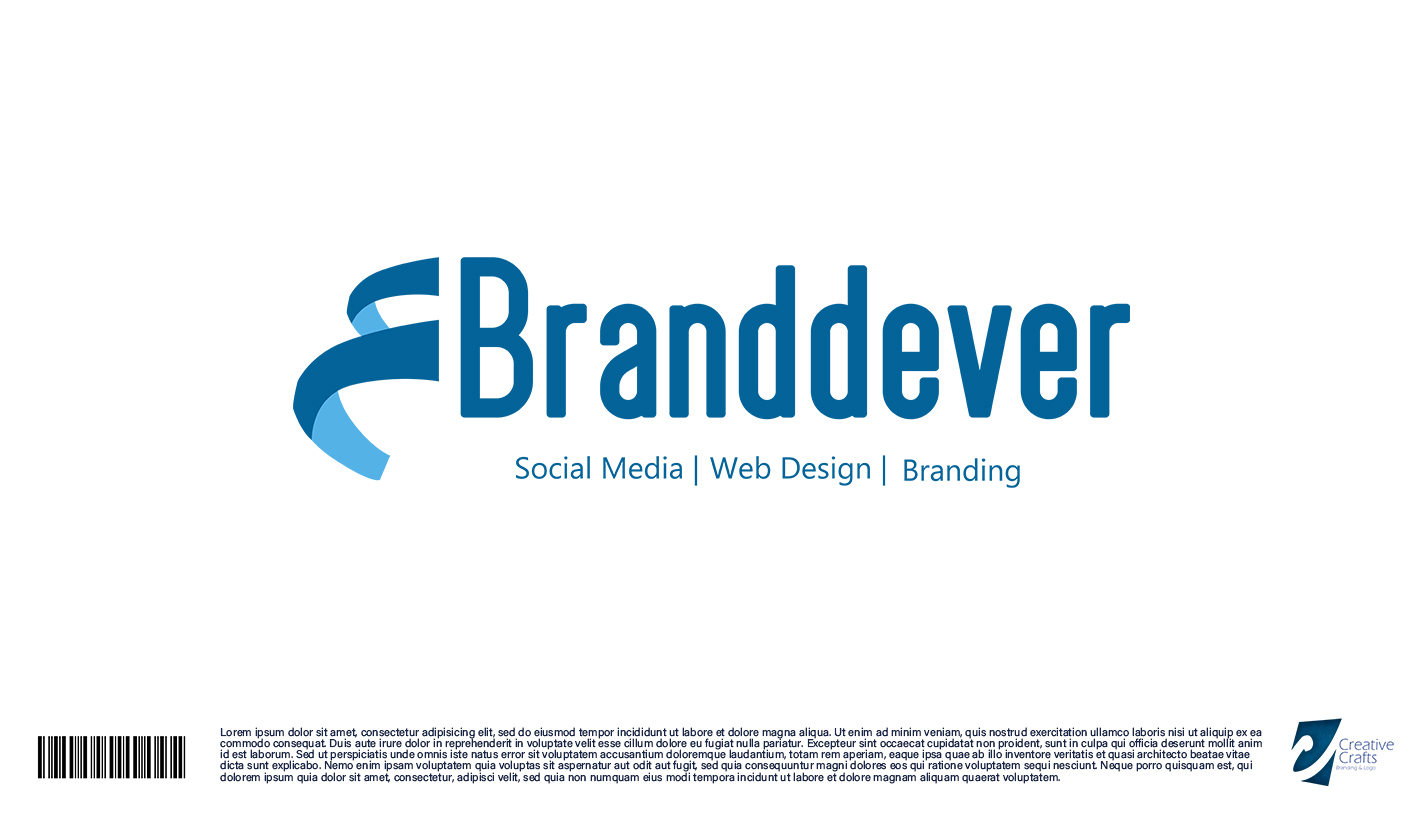 Branddever
Social Media | Web Design | Branding
Lorem ipsum dolor sit amet, consectetur adipisicing elit, sed do eiusmod tempor incididunt ut labore et dolore magna aliqua. Ut enim ad minim veniam, quis nostrud exercitation ullamco laboris nisi ut aliquip ex ea
commodo consequat. Duis aute irure dolor in reprehenderit in voluptate velit esse cillum dolore eu fugiat nulla pariatur. Excepteur sint occaecat cupidatat non proident, sunt in culpa qui officia deserunt mollit anim
id est laborum. Sed ut perspiciatis unde omnis iste natus error sit voluptatem accusantium doloremque laudantium, totam rem aperiam, eaque ipsa quae ab illo inventore veritatis et quasi architecto beatae vitae
dicta sunt explicabo. Nemo enim ipsam voluptatem quia voluptas sit aspernatur aut odit aut fugit, sed quia consequuntur magni dolores eos qui ratione voluptatem sequi nesciunt. Neque porro quisquam est, qui
dolorem ipsum quia dolor sit amet, consectetur, adipisci velit, sed quia non numquam eius modi tempora incidunt ut labore et dolore magnam aliquam quaerat voluptatem.
Creative
Crafts
Branding & Logo